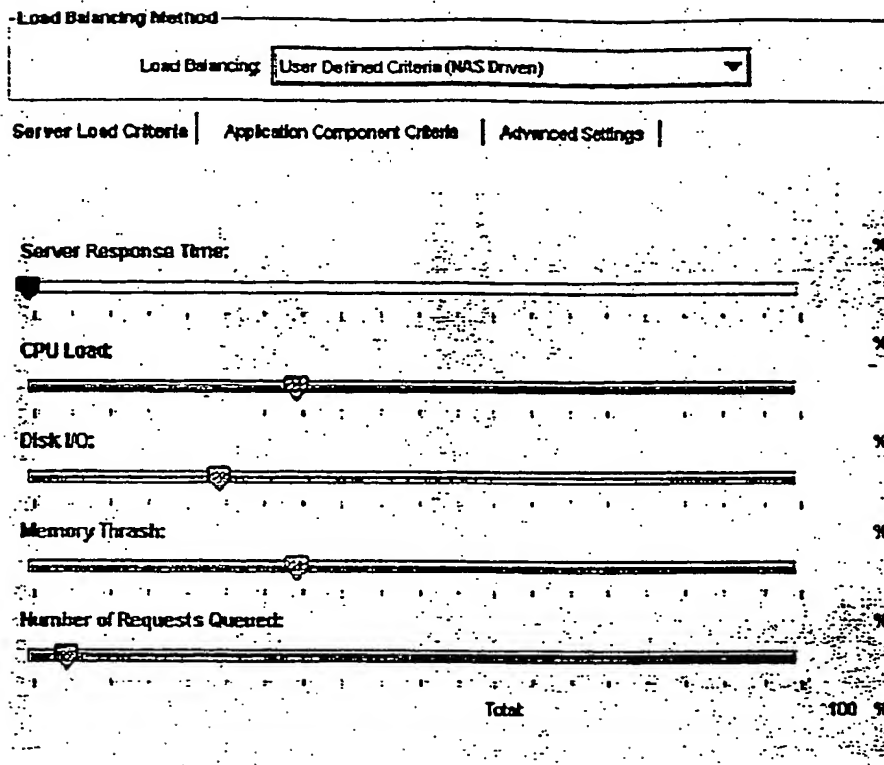 Load Balancing Method
Load Balancing: User Defined Criteria (NAS Driven)
Server Load Criteria | Application Component Criteria | Advanced Settings |
Server Response Time: %
CPU Load: %
Disk I/O: %
Memory Thrash: %
Number of Requests Queued: %
Total: 100 %